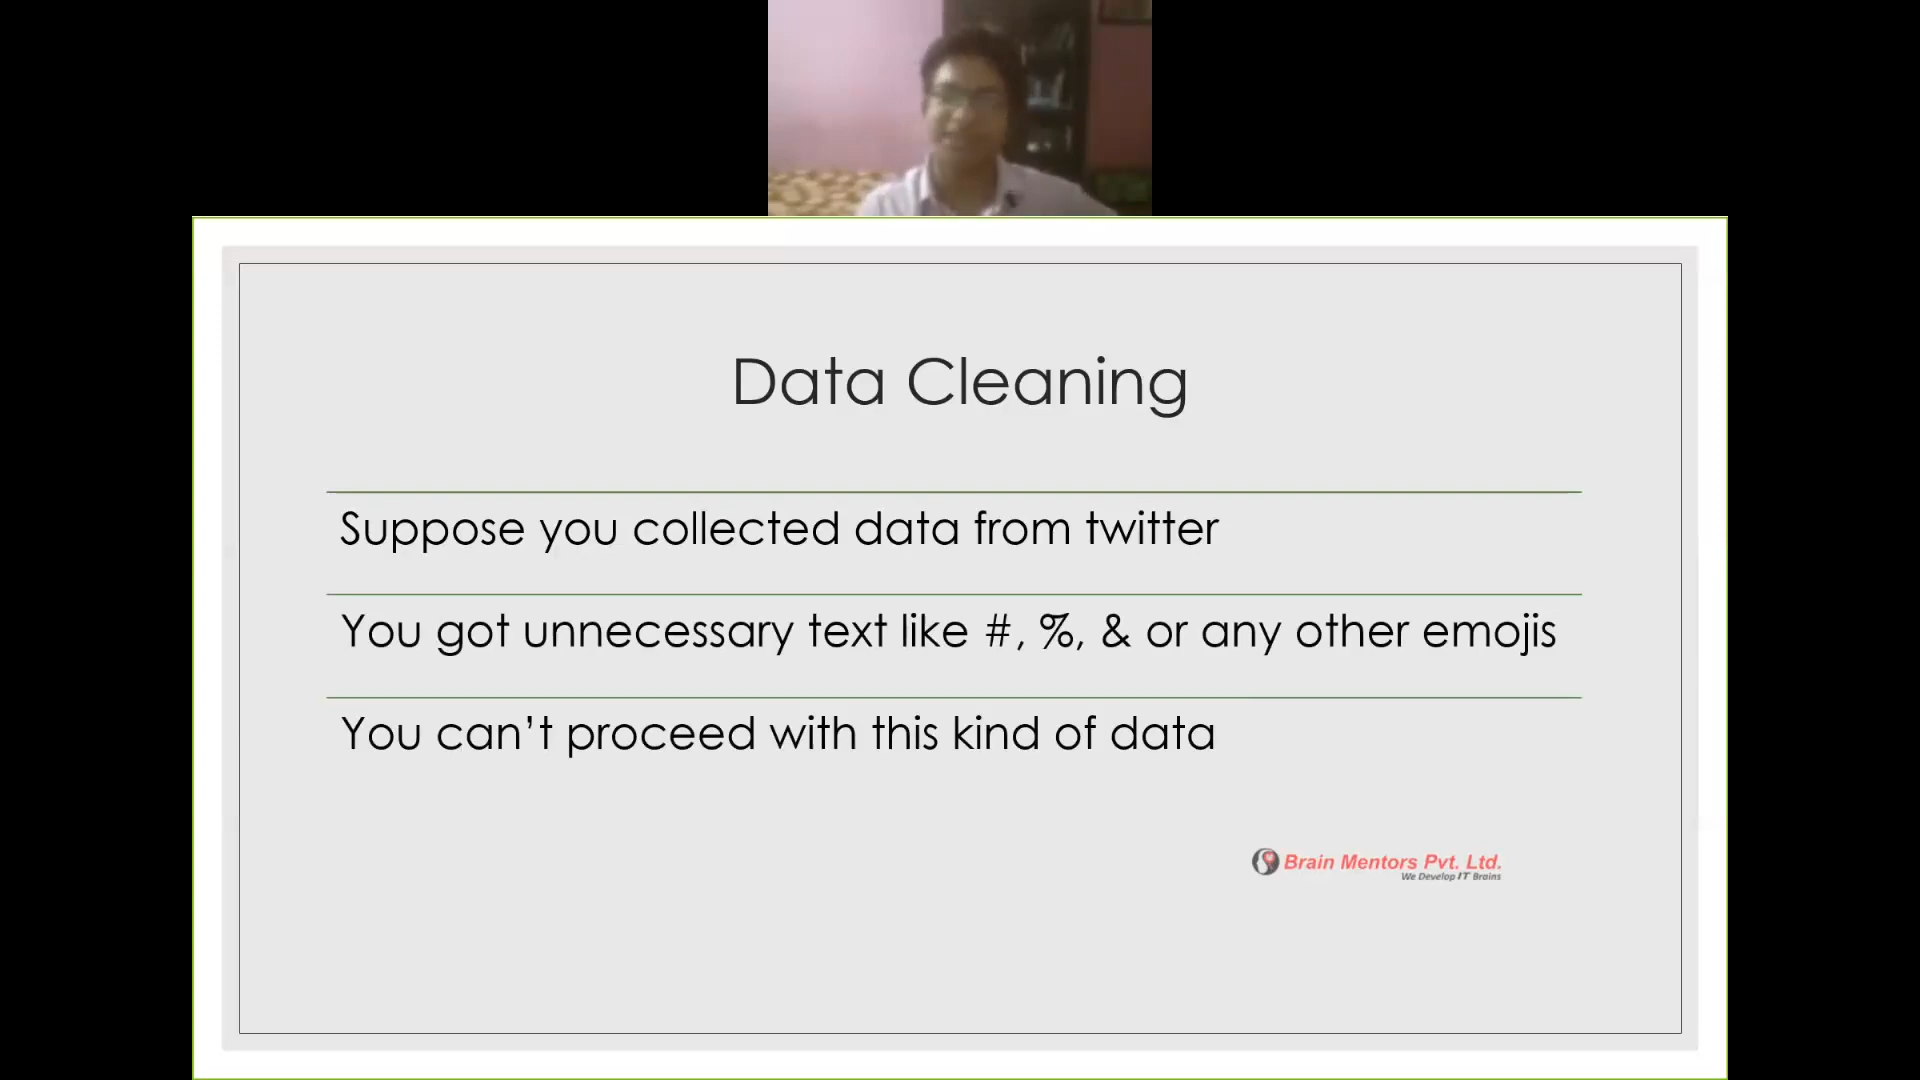 Data Cleaning
Suppose you collected data from twitter
You got unnecessary text like #, %, & or any other emojis
You can’t proceed with this kind of data
Brain Mentors Pvt. Ltd.
We Develop IT Brains